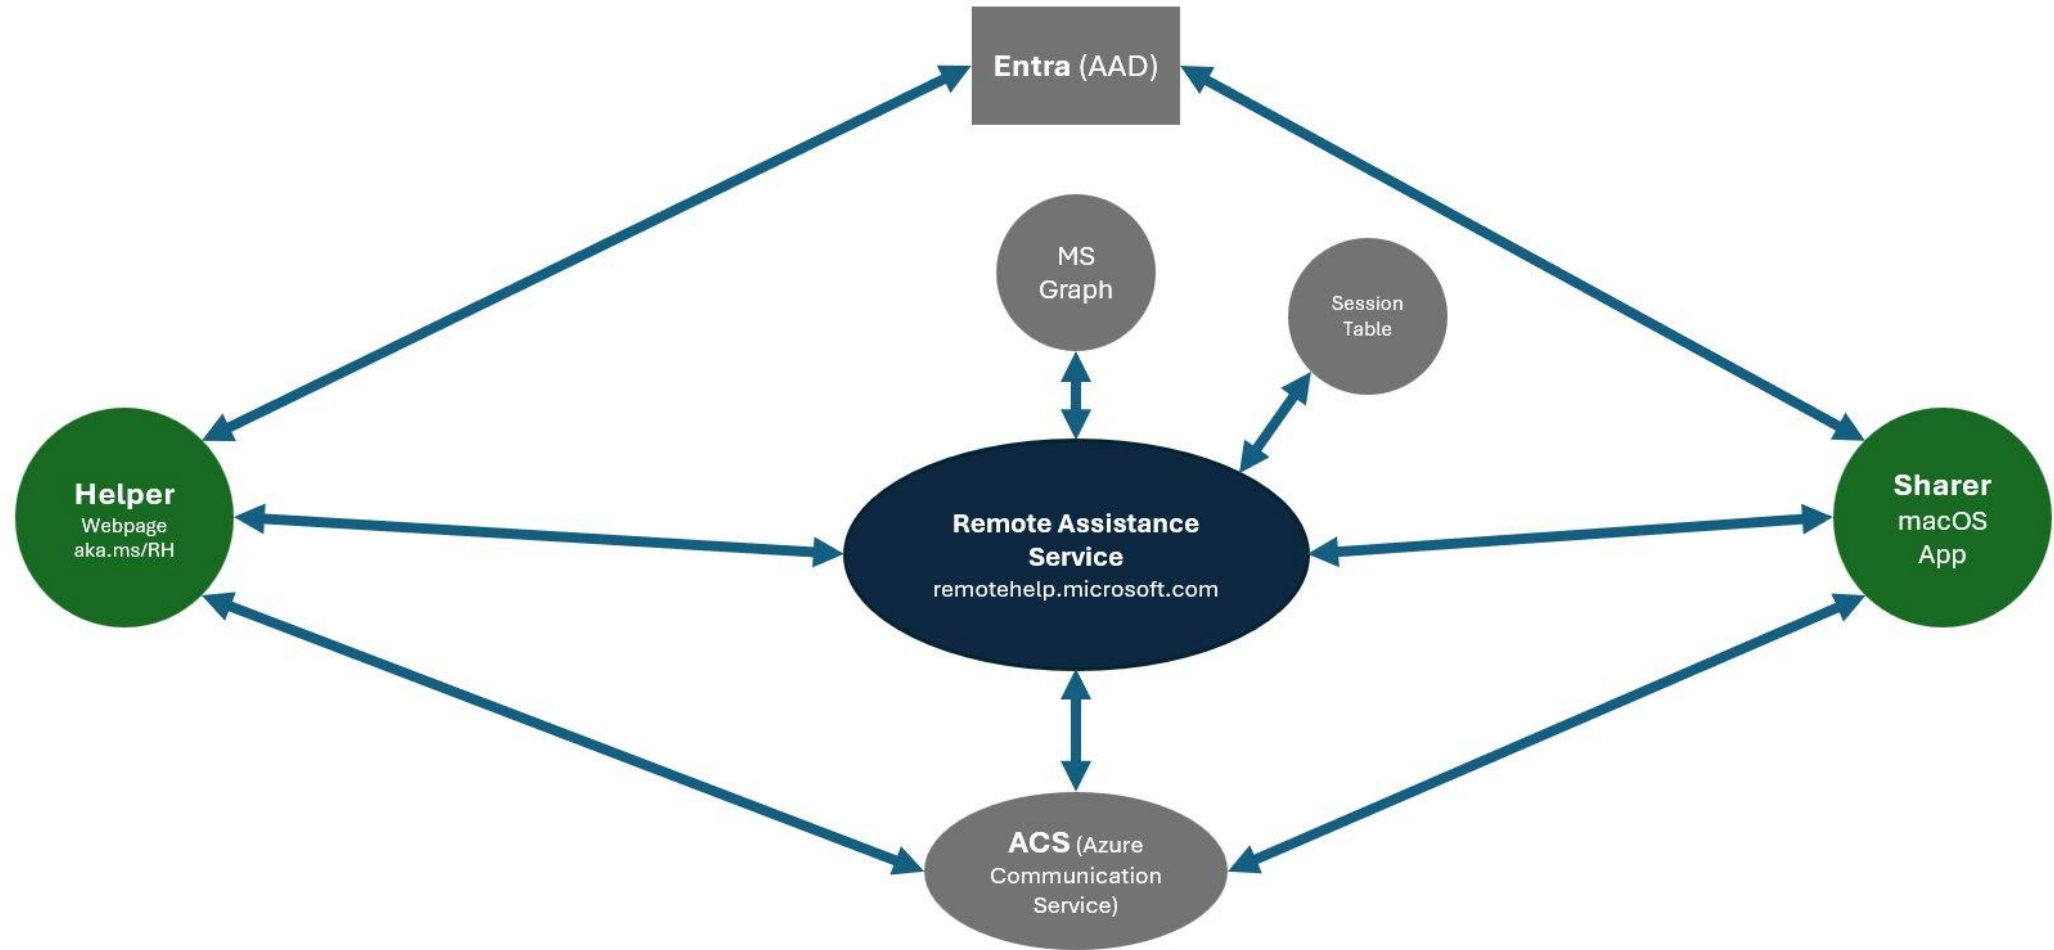 Entra (AAD)
MS
Graph
Session
Table
Helper
Webpage
aka.ms/RH
Remote Assistance
Service
remotehelp.microsoft.com
Sharer
macOS
App
ACS (Azure
Communication
Service)